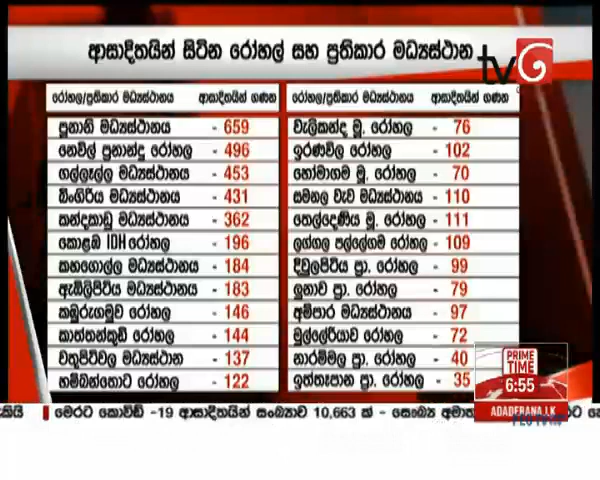 ආසාදිතයින් සිටින රෝහල් සහ ප්‍රතිකාර මධ්‍යස්ථාන
tv
රෝහල/ප්‍රතිකාර මධ්‍යස්ථානය ආසාදිතයින් ගණන
පූනානි මධ්‍යස්ථානය - 659
නෙවිල් ප්‍රනාන්දු රෝහල - 496
ගල්ලෑල්ල මධ්‍යස්ථානය - 453
බිංගිරිය මධ්‍යස්ථානය - 431
කන්දකාඩු මධ්‍යස්ථානය - 362
කොළඹ IDH රෝහල - 196
කහගොල්ල මධ්‍යස්ථානය - 184
ඇඹිලිපිටිය මධ්‍යස්ථානය - 183
කබුරුගමුව රෝහල - 146
කාත්තන්කුඩි රෝහල - 144
වතුපිටිවල මධ්‍යස්ථාන - 137
හම්බන්තොට රෝහල - 122
රෝහල/ප්‍රතිකාර මධ්‍යස්ථානය ආසාදිතයින් ගණන
වැලිකන්ද මූ. රෝහල - 76
ඉරණවිල රෝහල - 102
හෝමාගම මූ. රෝහල - 70
සමනල වැව මධ්‍යස්ථානය - 110
තෙල්දෙණිය මූ. රෝහල - 111
ලග්ගල පල්ලේගම රෝහල - 109
දිවුලපිටිය ප්‍රා. රෝහල - 99
ලුනාව ප්‍රා. රෝහල - 79
අම්පාර මධ්‍යස්ථානය - 97
මුල්ලේරියාව රෝහල - 72
නාරම්මල ප්‍රා. රෝහල - 40
ඉත්තෑපාන ප්‍රා. රෝහල - 35
PRIME
TIME
6:55
ADADERANA.LK
මෙරට කොවිඩ් -19 ආසාදිතයින් සංඛ්‍යාව 10,663 ක් - සෞඛ්‍ය අමාත